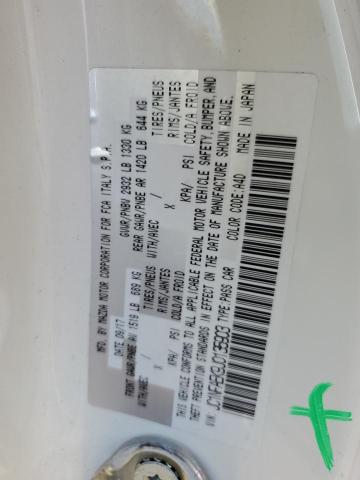 MFD. BY: MAZDA MOTOR CORPORATION FOR FCA ITALY S.P.A.
DATE: 09/17 GVWR/PNBV 2932 LB 1330 KG
FRONT GAWR/PNBE AV 1519 LB 689 KG REAR GAWR/PNBE AR 1420 LB 644 KG
WITH/AVEC TIRES/PNEUS WITH/AVEC TIRES/PNEUS
X RIMS/JANTES X RIMS/JANTES
KPA/ PSI COLD/A FROID KPA/ PSI COLD/A FROID
THIS VEHICLE CONFORMS TO ALL APPLICABLE FEDERAL MOTOR VEHICLE SAFETY, BUMPER, AND
THEFT PREVENTION STANDARDS IN EFFECT ON THE DATE OF MANUFACTURE SHOWN ABOVE.
TYPE: PASS CAR COLOR CODE: A4D MADE IN JAPAN